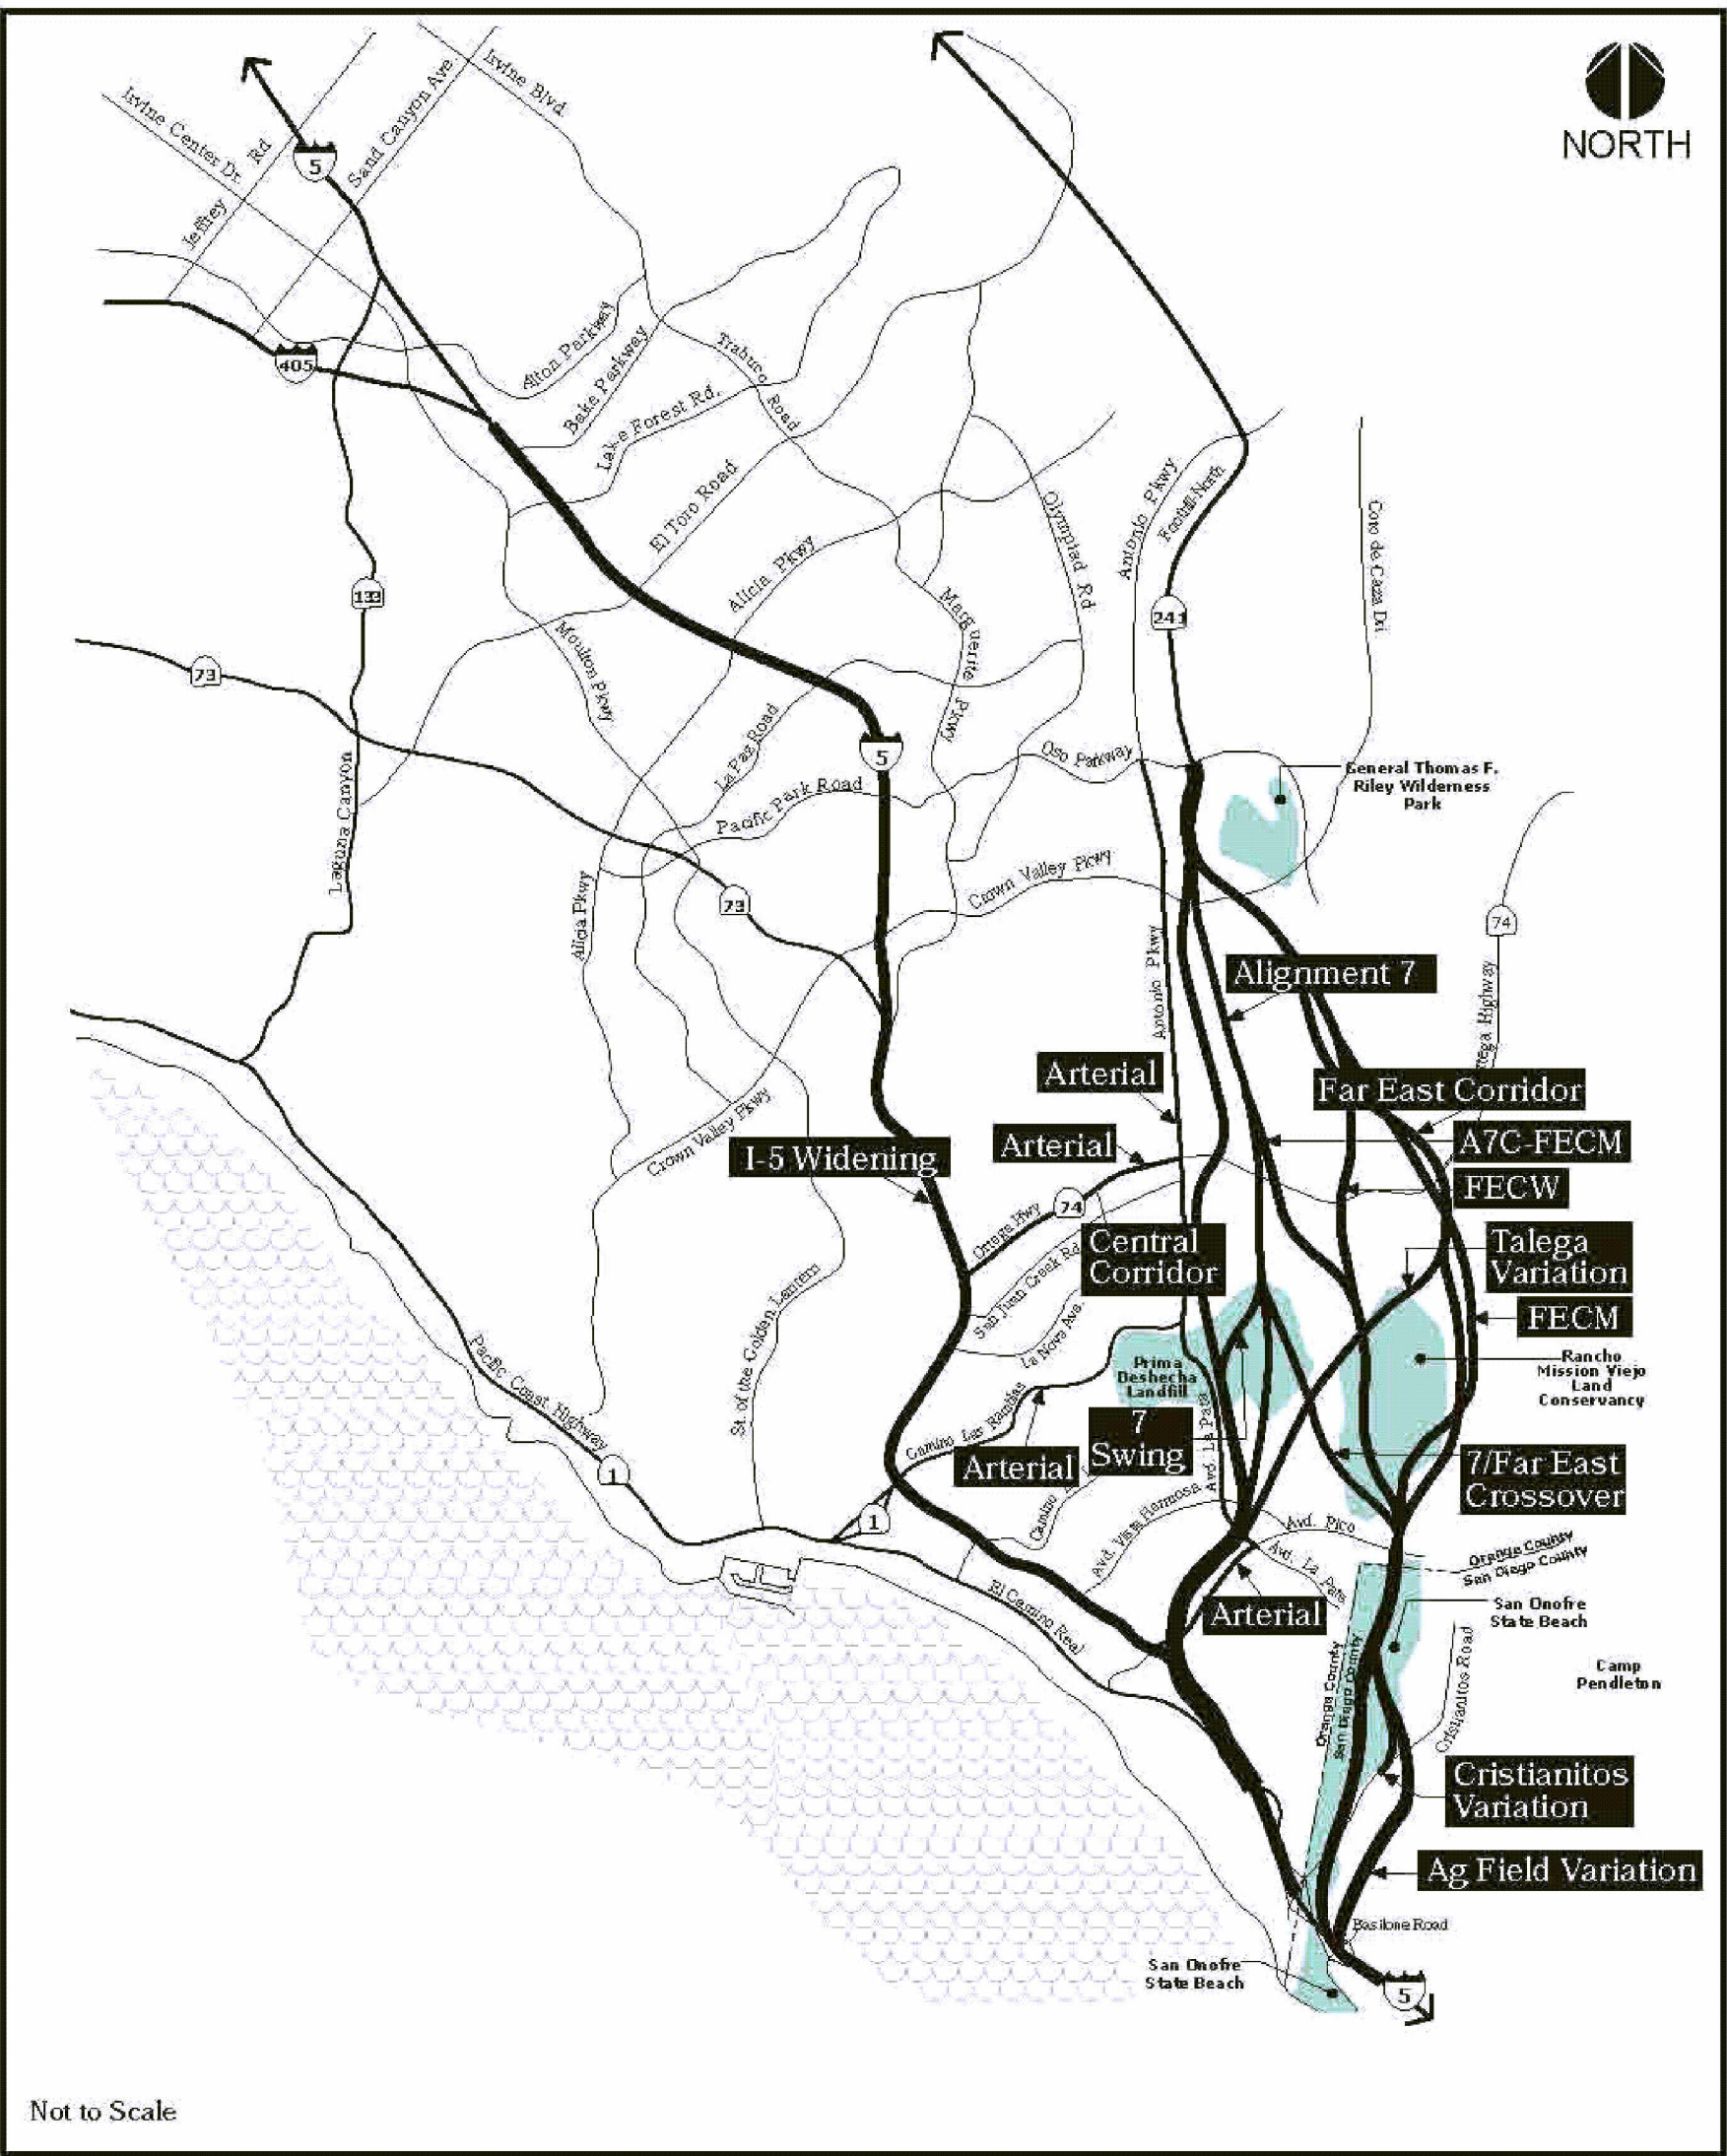 NORTH
Irvine Blvd.
Irvine Center Dr.
Jeffrey Rd
Sand Canyon Ave.
5
405
Alton Parkway
Bake Parkway
Trabuco Road
Lake Forest Rd.
El Toro Road
Alicia Pkwy
Olympiad Rd
Antonio Pkwy
Foothill-North
Coto de Caza Dri
133
241
73
Moulton Pkwy
Marguerite Pkwy
La Paz Road
5
Oso Parkway
Pacific Park Road
General Thomas F.
Riley Wilderness
Park
Laguna Canyon
Alicia Pkwy
73
Crown Valley Pkwy
74
Antonio Pkwy
Alignment 7
tega Highway
Arterial
Far East Corridor
Crown Valley Pkwy
I-5 Widening
Arterial
A7C-FECM
FECW
Ortega Hwy
74
Central
Corridor
Talega
Variation
San Juan Creek Rd
FECM
La Novia Ave.
Pacific Coast Highway
St. of the Golden Lantern
Prima
Deshecha
Landfill
Rancho
Mission Viejo
Land
Conservancy
Camino Las Ramblas
Avd. La Pata
7
Swing
Arterial
7/Far East
Crossover
1
1
Camino
Avd. Vista Hermosa
Avd. Pico
Avd. La Pata
Orange County
San Diego County
El Camino Real
Arterial
San Onofre
State Beach
Orange County
San Diego County
Cristianitos Road
Camp
Pendleton
Cristianitos
Variation
Ag Field Variation
Basilone Road
San Onofre
State Beach
5
Not to Scale